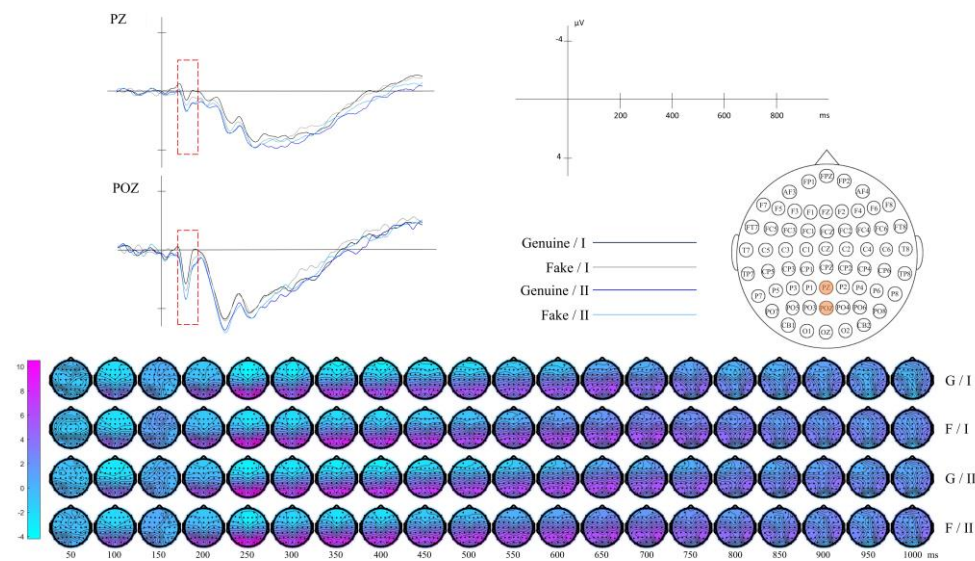 PZ
μV
-4
200 400 600 800 ms
4
POZ
Genuine / I
Fake / I
Genuine / II
Fake / II
FP1 FPZ FP2
AF3 AF4
F7 F5 F3 F1 FZ F2 F4 F6 F8
FT7 FC5 FC3 FC1 FCZ FC2 FC4 FC6 FT8
T7 C5 C3 C1 CZ C2 C4 C6 T8
TP7 CP5 CP3 CP1 CPZ CP2 CP4 CP6 TP8
P7 P5 P3 P1 PZ P2 P4 P6 P8
PO7 PO5 PO3 POZ PO4 PO6 PO8
CB1 O1 OZ O2 CB2
10
8
6
4
2
0
-2
-4
G / I
F / I
G / II
F / II
50 100 150 200 250 300 350 400 450 500 550 600 650 700 750 800 850 900 950 1000 ms